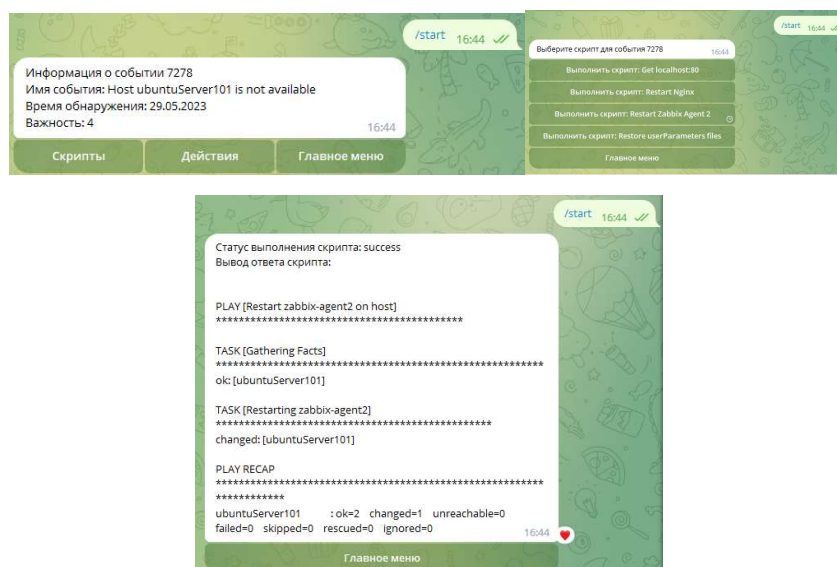 /start 16:44
Информация о событии 7278
Имя события: Host ubuntuServer101 is not available
Время обнаружения: 29.05.2023
Важность: 4
16:44
Скрипты Действия Главное меню
/start 16:44
Выберите скрипт для события 7278
16:44
Выполнить скрипт: Get localhost:80
Выполнить скрипт: Restart Nginx
Выполнить скрипт: Restart Zabbix Agent 2
Выполнить скрипт: Restore userParameters files
Главное меню
/start 16:44
Статус выполнения скрипта: success
Вывод ответа скрипта:
PLAY [Restart zabbix-agent2 on host]
*******************************************
TASK [Gathering Facts]
*********************************************************
ok: [ubuntuServer101]
TASK [Restarting zabbix-agent2]
************************************************
changed: [ubuntuServer101]
PLAY RECAP
*********************************************************
************
ubuntuServer101 : ok=2 changed=1 unreachable=0
failed=0 skipped=0 rescued=0 ignored=0
16:44
Главное меню